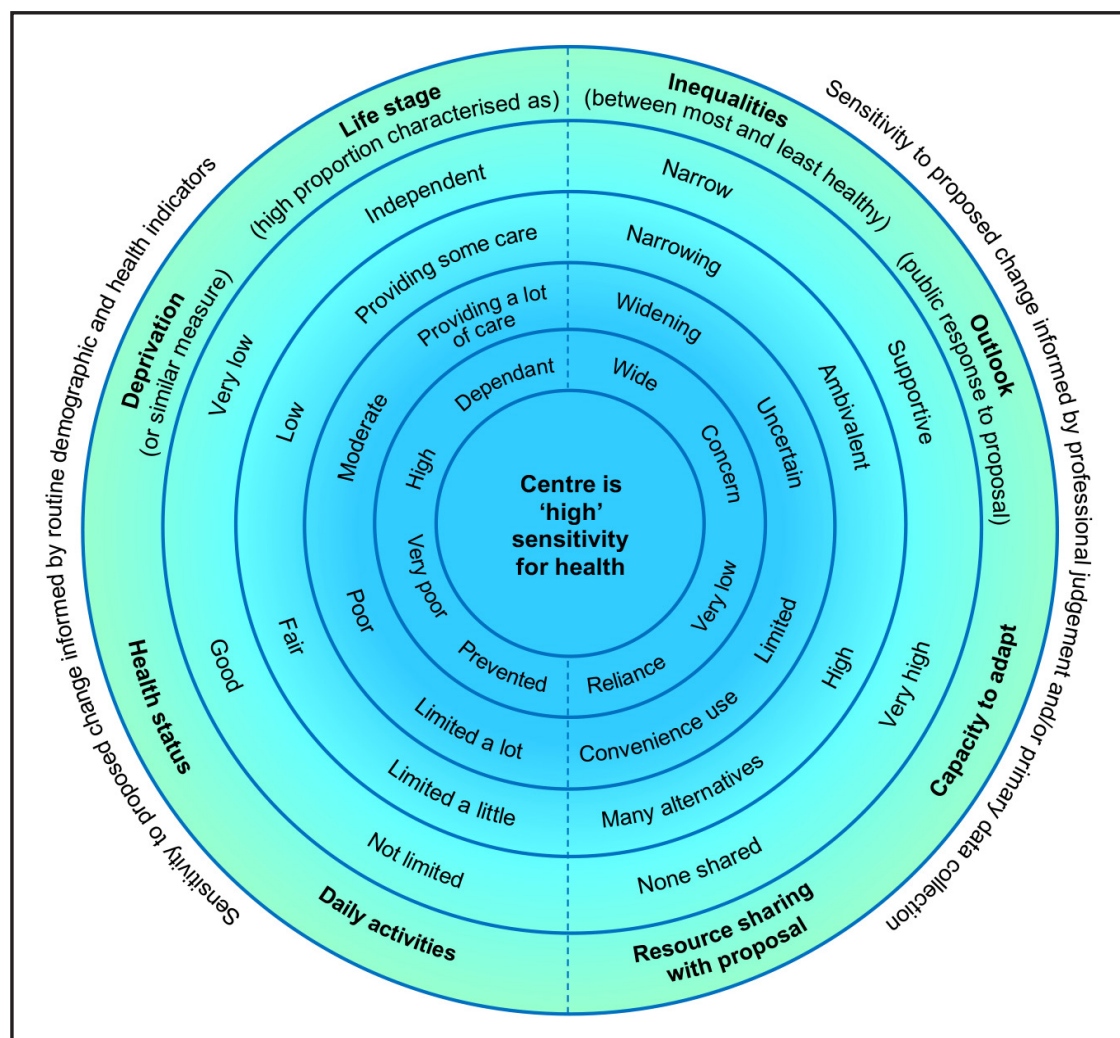 Sensitivity to proposed change informed by routine demographic and health indicators
Sensitivity to proposed change informed by professional judgement and/or primary data collection
Life stage
(high proportion characterised as)
Independent
Providing some care
Providing a lot
of care
Dependant
Inequalities
(between most and least healthy)
Narrow
Narrowing
Widening
Wide
Outlook
(public response to proposal)
Supportive
Ambivalent
Uncertain
Concern
Capacity to adapt
Very high
High
Limited
Very low
Resource sharing
with proposal
None shared
Many alternatives
Convenience use
Reliance
Daily activities
Not limited
Limited a little
Limited a lot
Prevented
Health status
Good
Fair
Poor
Very poor
Deprivation
(or similar measure)
Very low
Low
Moderate
High
Centre is
‘high’
sensitivity
for health